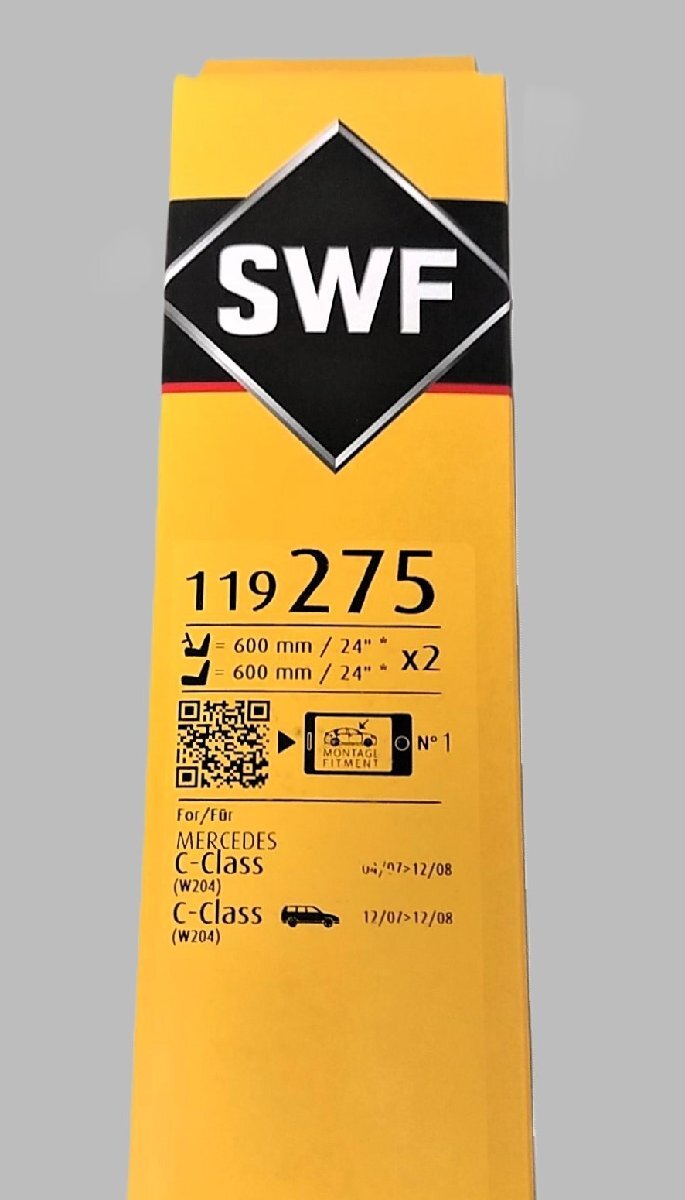 SWF
119 275
= 600 mm / 24" *
= 600 mm / 24" *
x2
MONTAGE
FITMENT
N° 1
For/Für
MERCEDES
C-Class
04/07>12/08
(W204)
C-Class
12/07>12/08
(W204)